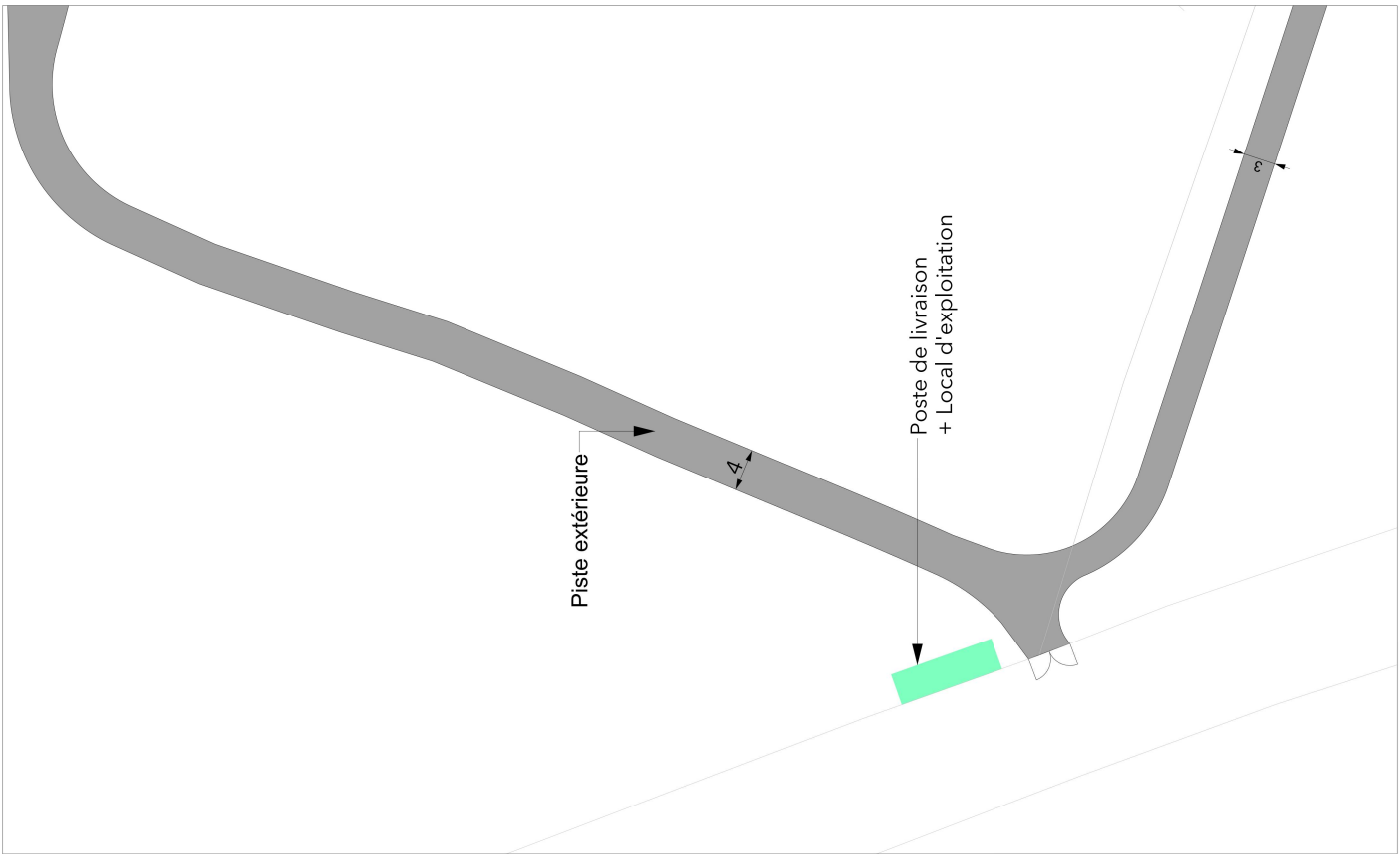 Piste extérieure
4
Poste de livraison
+ Local d'exploitation
3